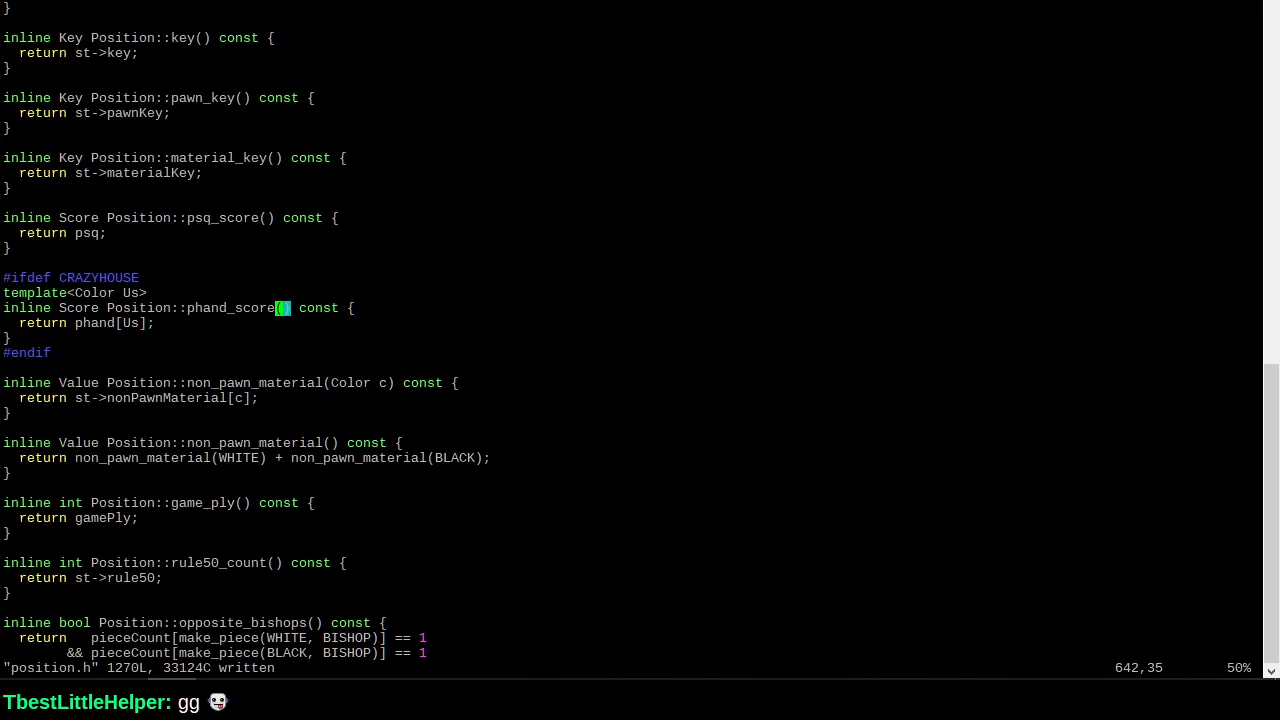 }
inline Key Position::key() const {
  return st->key;
}
inline Key Position::pawn_key() const {
  return st->pawnKey;
}
inline Key Position::material_key() const {
  return st->materialKey;
}
inline Score Position::psq_score() const {
  return psq;
}
#ifdef CRAZYHOUSE
template<Color Us>
inline Score Position::phand_score() const {
  return phand[Us];
}
#endif
inline Value Position::non_pawn_material(Color c) const {
  return st->nonPawnMaterial[c];
}
inline Value Position::non_pawn_material() const {
  return non_pawn_material(WHITE) + non_pawn_material(BLACK);
}
inline int Position::game_ply() const {
  return gamePly;
}
inline int Position::rule50_count() const {
  return st->rule50;
}
inline bool Position::opposite_bishops() const {
  return   pieceCount[make_piece(WHITE, BISHOP)] == 1
        && pieceCount[make_piece(BLACK, BISHOP)] == 1
"position.h" 1270L, 33124C written 642,35 50%
TbestLittleHelper: gg 👻